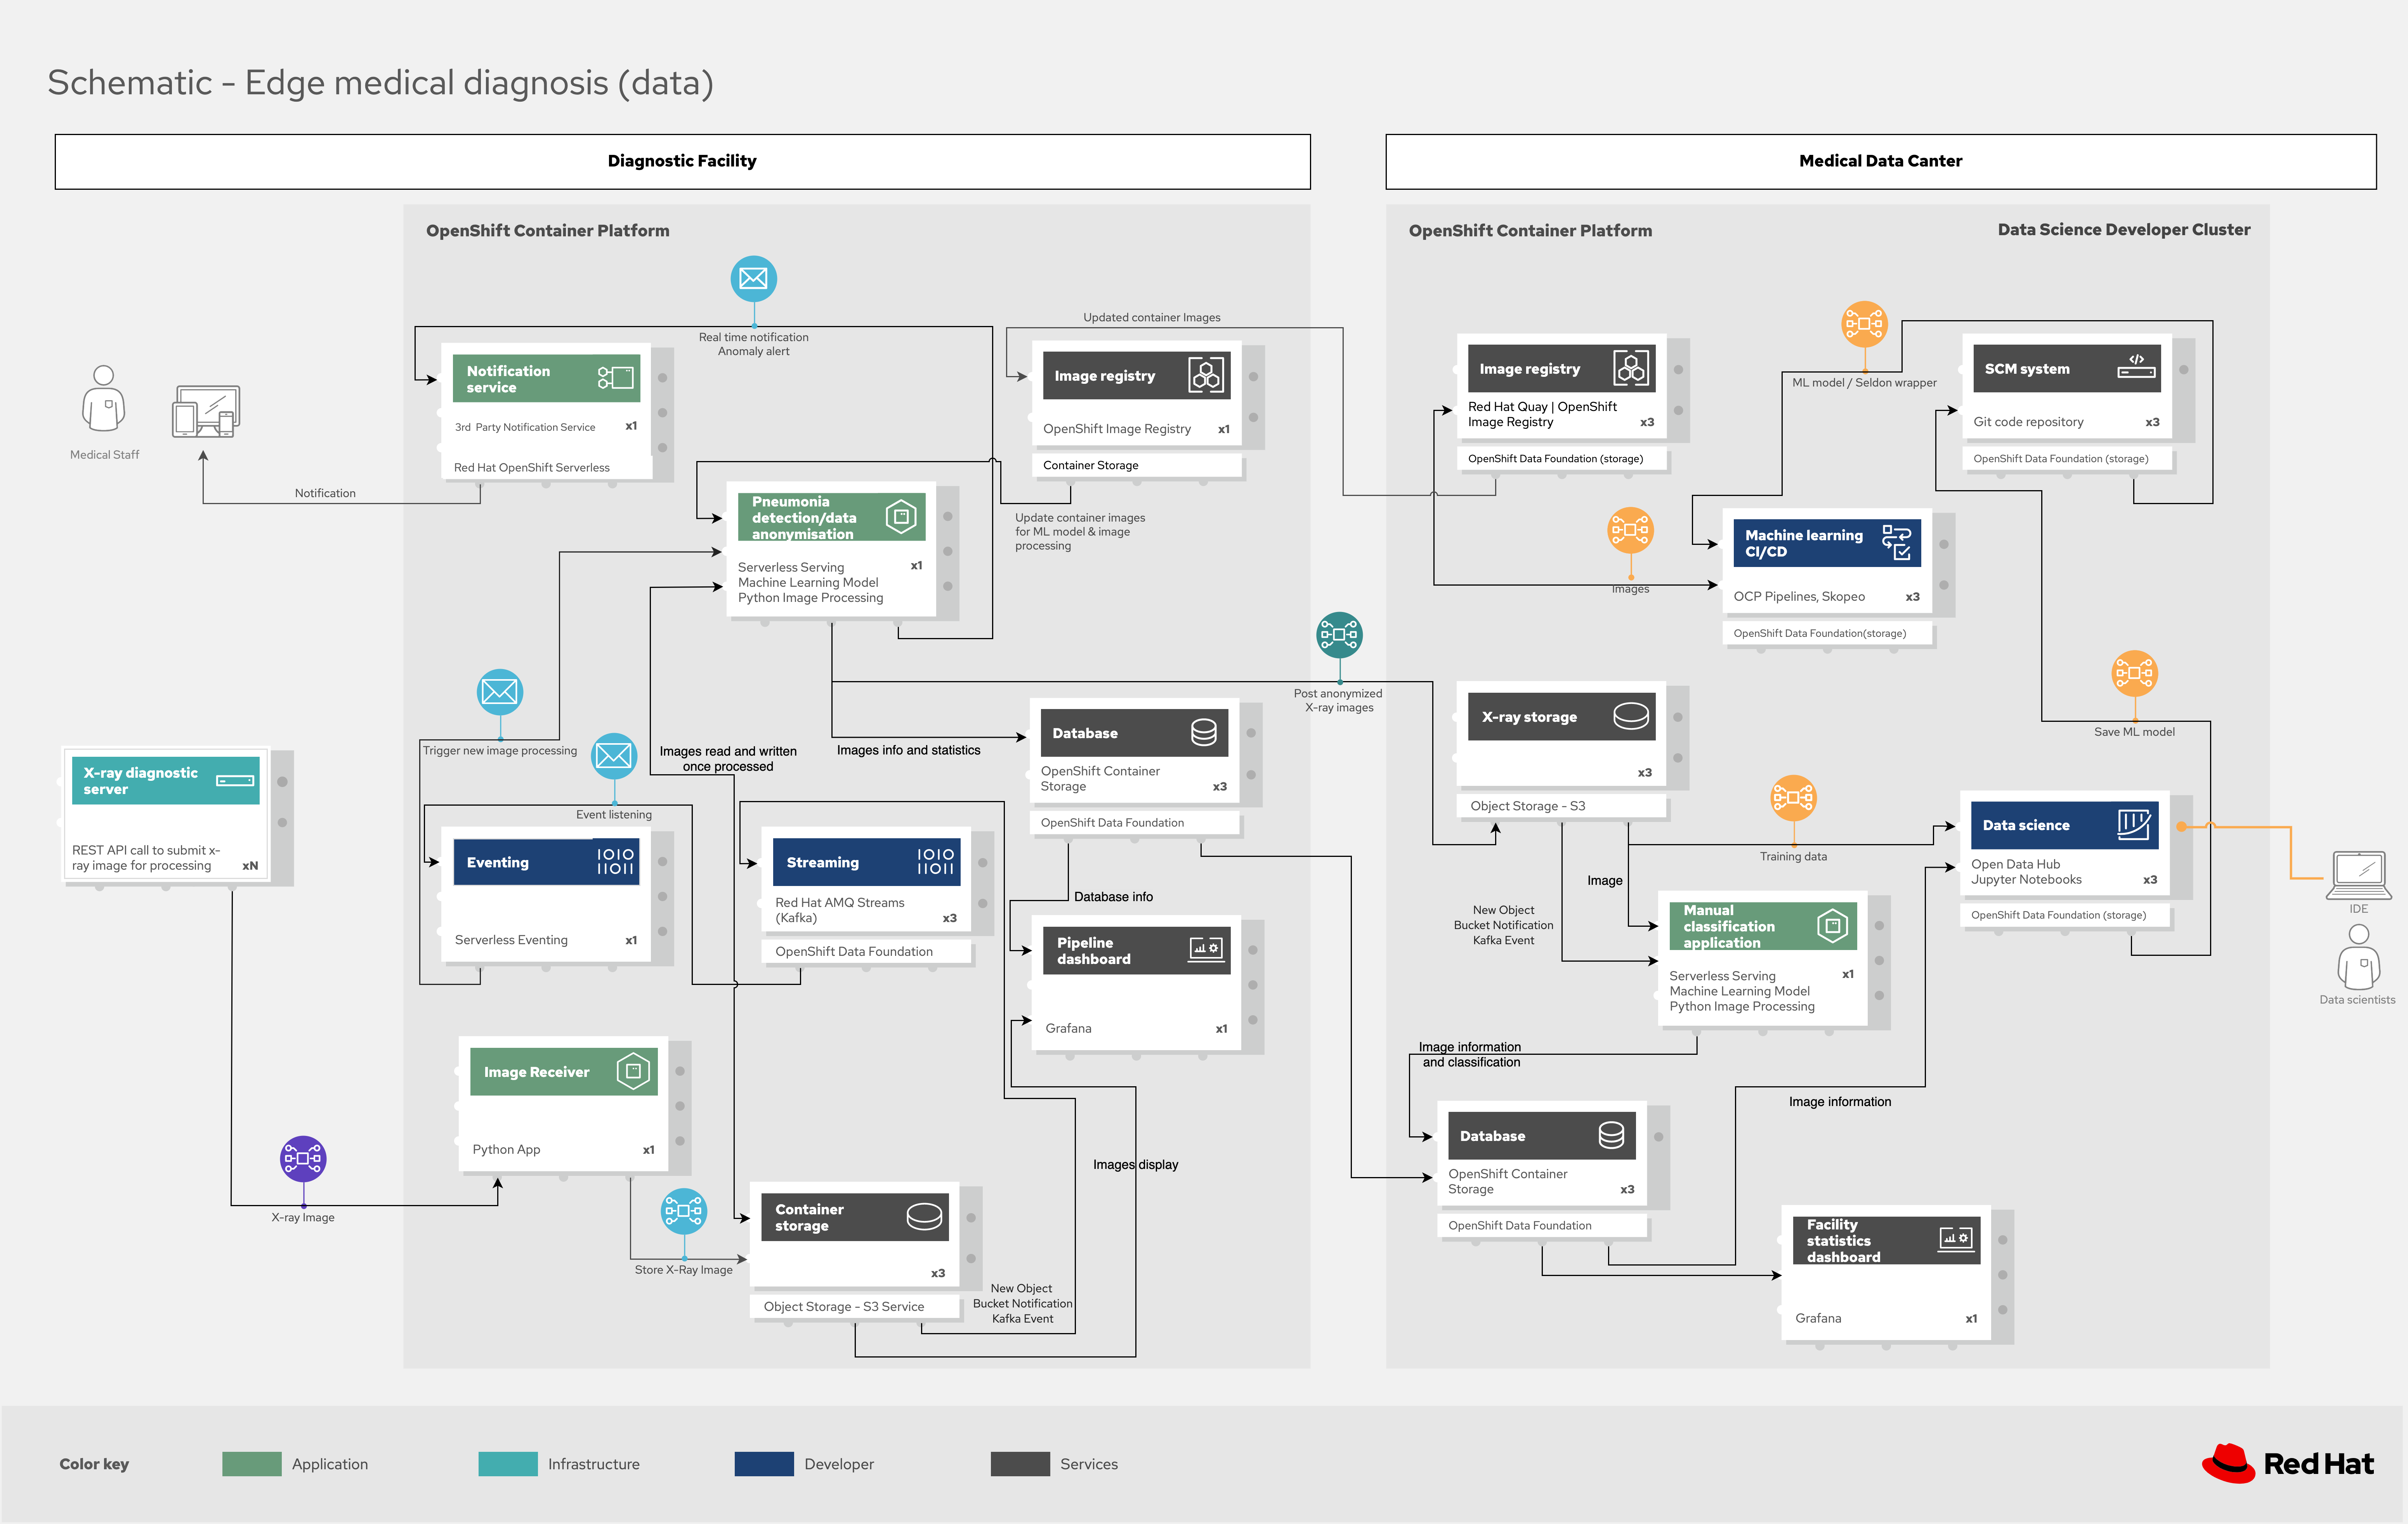 Schematic - Edge medical diagnosis (data)
Diagnostic Facility
Medical Data Canter
OpenShift Container Platform
OpenShift Container Platform
Data Science Developer Cluster
Real time notification
Anomaly alert
Updated container Images
Notification
service
3rd Party Notification Service
x1
Red Hat OpenShift Serverless
Medical Staff
Notification
Image registry
OpenShift Image Registry
x1
Container Storage
Pneumonia
detection/data
anonymisation
Serverless Serving
x1
Machine Learning Model
Python Image Processing
Update container images
for ML model & image
processing
Trigger new image processing
Event listening
Images read and written
once processed
Images info and statistics
Post anonymized
X-ray images
Database
OpenShift Container
Storage
x3
OpenShift Data Foundation
X-ray diagnostic
server
REST API call to submit x-
ray image for processing
xN
Eventing
Serverless Eventing
x1
Streaming
Red Hat AMQ Streams
(Kafka)
x3
OpenShift Data Foundation
Database info
Pipeline
dashboard
Grafana
x1
Image Receiver
Python App
x1
X-ray Image
Store X-Ray Image
Container
storage
x3
Object Storage - S3 Service
Images display
New Object
Bucket Notification
Kafka Event
Image registry
Red Hat Quay | OpenShift
Image Registry
x3
OpenShift Data Foundation (storage)
ML model / Seldon wrapper
SCM system
Git code repository
x3
OpenShift Data Foundation (storage)
Images
Machine learning
CI/CD
OCP Pipelines, Skopeo
x3
OpenShift Data Foundation(storage)
Save ML model
X-ray storage
x3
Object Storage - S3
Training data
Image
New Object
Bucket Notification
Kafka Event
Data science
Open Data Hub
Jupyter Notebooks
x3
OpenShift Data Foundation (storage)
IDE
Data scientists
Manual
classification
application
Serverless Serving
x1
Machine Learning Model
Python Image Processing
Image information
and classification
Image information
Database
OpenShift Container
Storage
x3
OpenShift Data Foundation
Facility
statistics
dashboard
Grafana
x1
Color key
Application
Infrastructure
Developer
Services
Red Hat